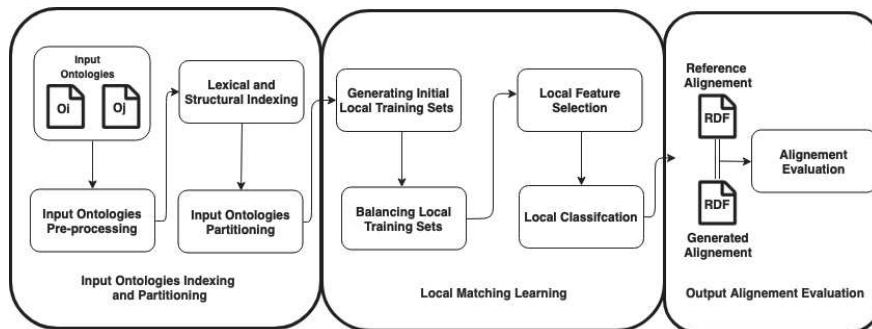 Input
Ontologies
Oi
Oj
Input Ontologies
Pre-processing
Lexical and
Structural Indexing
Input Ontologies
Partitioning
Input Ontologies Indexing
and Partitioning
Generating Initial
Local Training Sets
Balancing Local
Training Sets
Local Feature
Selection
Local Classifcation
Local Matching Learning
Reference
Alignement
RDF
RDF
Generated
Alignement
Alignement
Evaluation
Output Alignement Evaluation